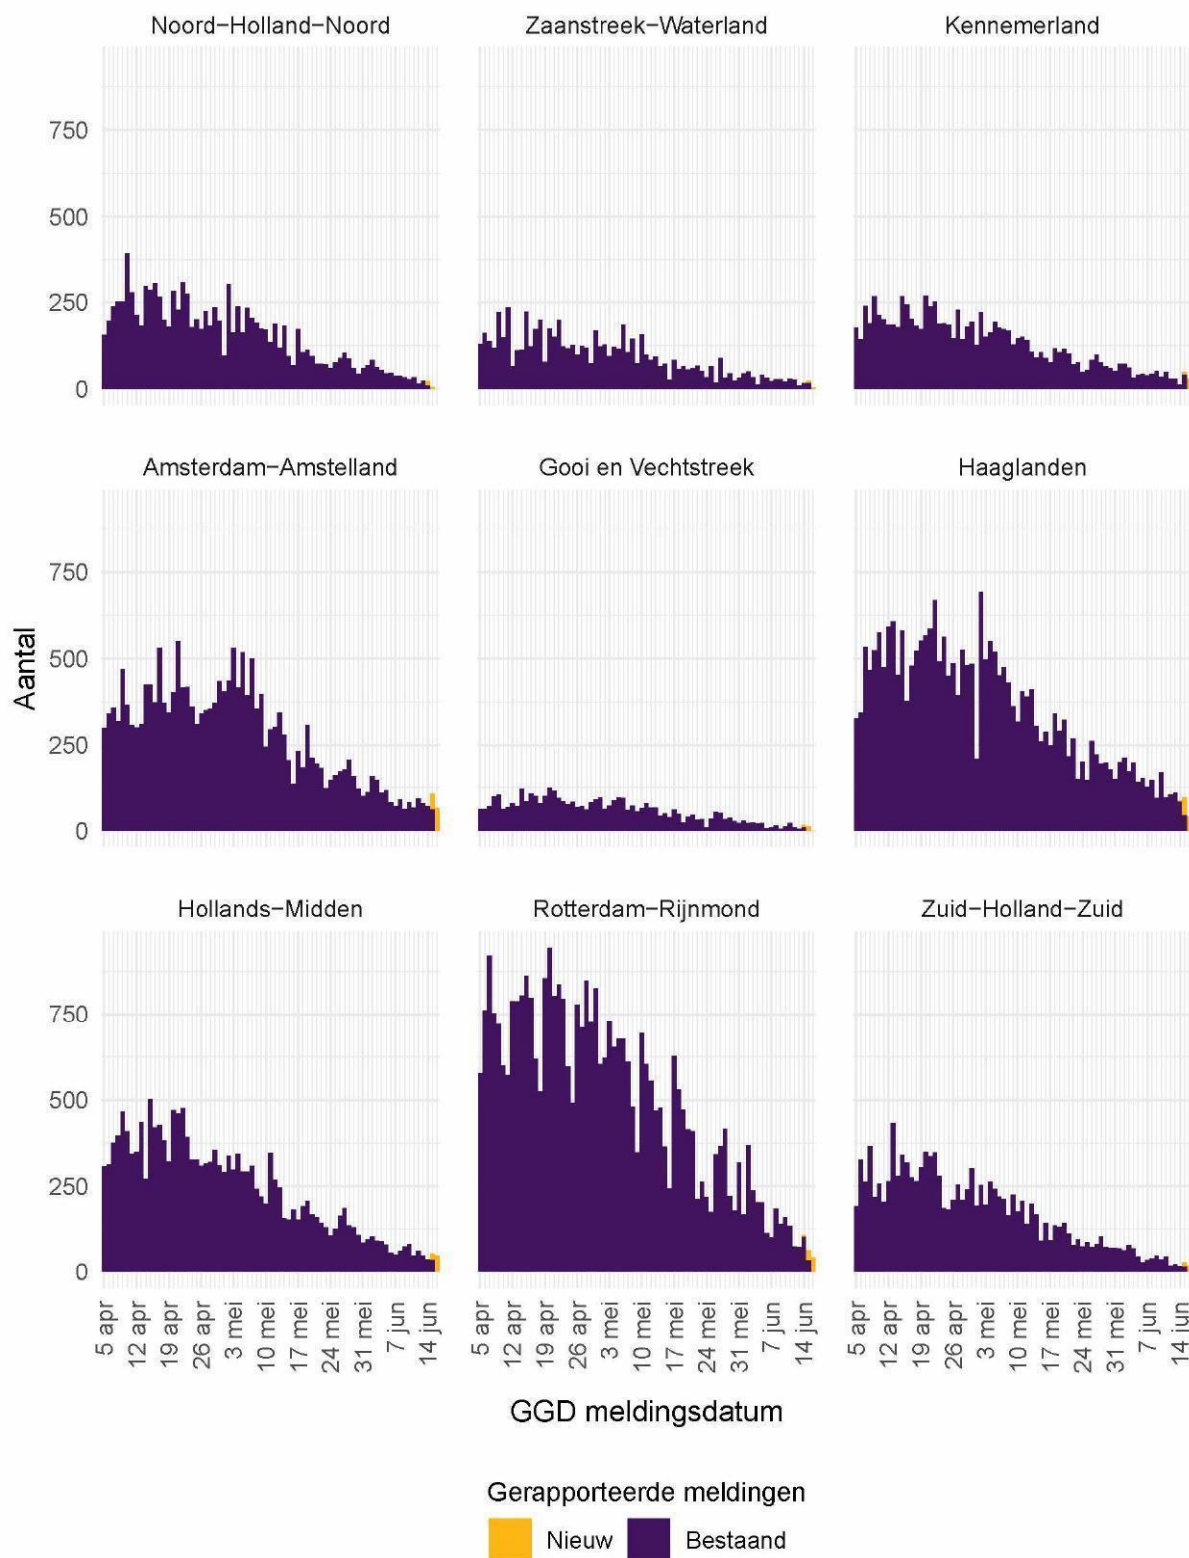 Noord−Holland−Noord Zaanstreek−Waterland Kennemerland
750
500
250
0
Amsterdam−Amstelland Gooi en Vechtstreek Haaglanden
750
500
250
0
Aantal
Hollands−Midden Rotterdam−Rijnmond Zuid−Holland−Zuid
750
500
250
0
5 apr 12 apr 19 apr 26 apr 3 mei 10 mei 17 mei 24 mei 31 mei 7 jun 14 jun 5 apr 12 apr 19 apr 26 apr 3 mei 10 mei 17 mei 24 mei 31 mei 7 jun 14 jun 5 apr 12 apr 19 apr 26 apr 3 mei 10 mei 17 mei 24 mei 31 mei 7 jun 14 jun
GGD meldingsdatum
Gerapporteerde meldingen
Nieuw Bestaand